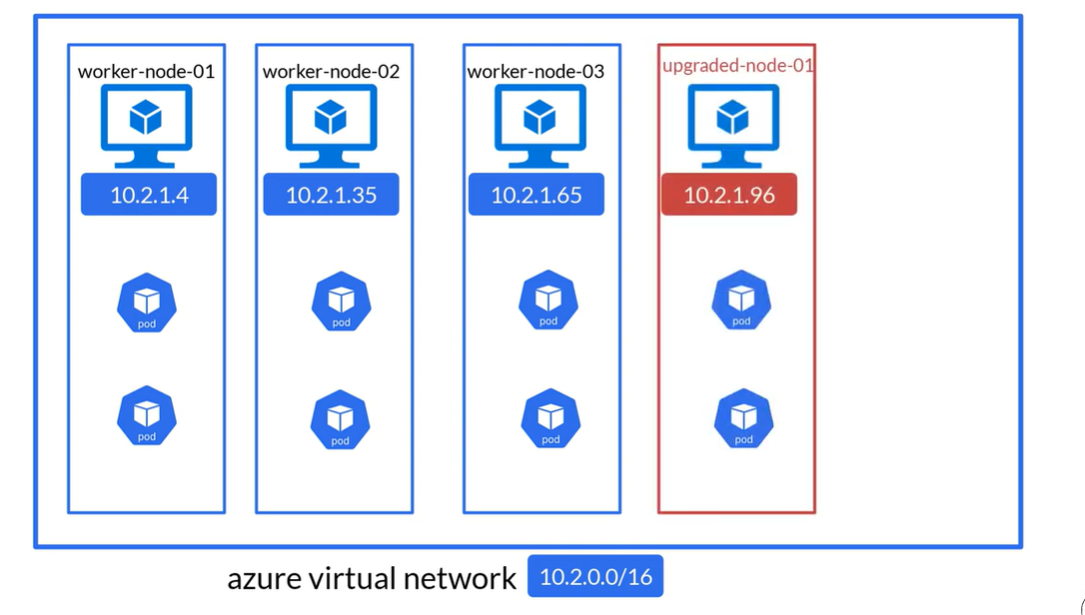 worker-node-01
worker-node-02
worker-node-03
upgraded-node-01
10.2.1.4
10.2.1.35
10.2.1.65
10.2.1.96
pod
pod
pod
pod
pod
pod
pod
pod
azure virtual network
10.2.0.0/16